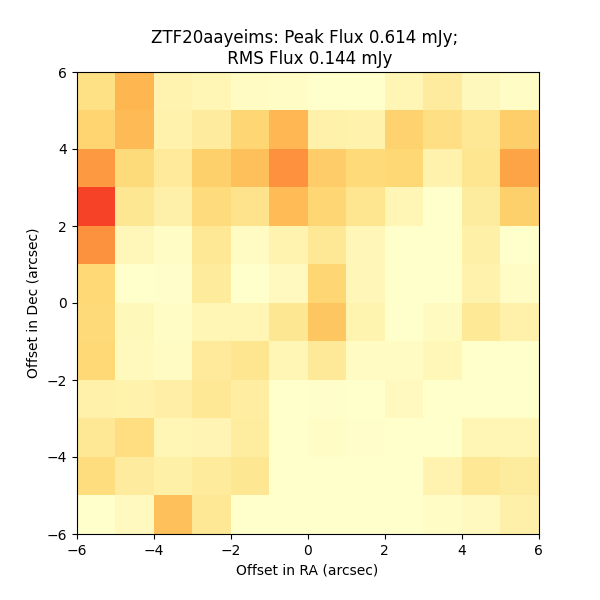 ZTF20aayeims: Peak Flux 0.614 mJy;
RMS Flux 0.144 mJy
6
4
2
0
−2
−4
−6
Offset in Dec (arcsec)
−6 −4 −2 0 2 4 6
Offset in RA (arcsec)